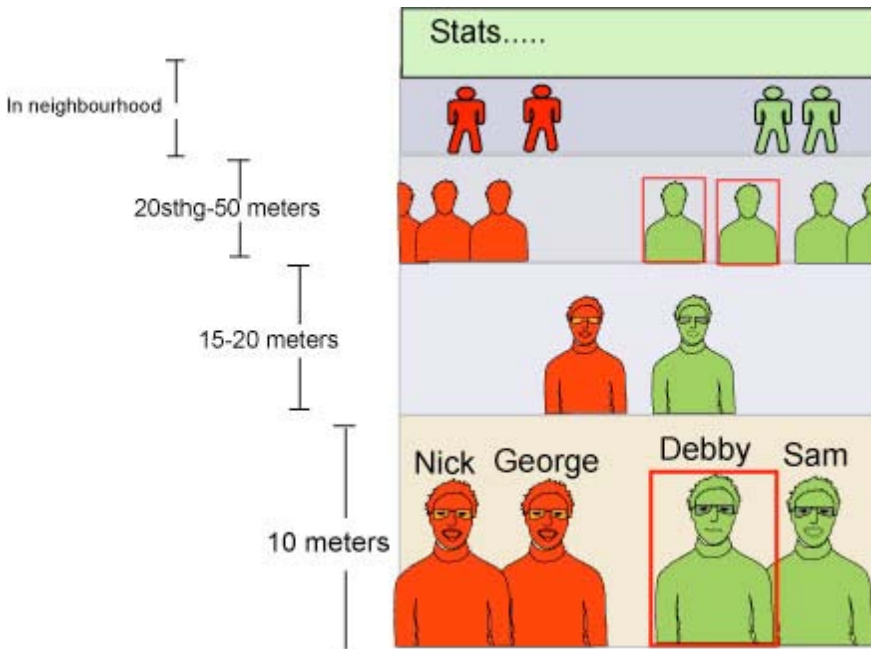 Stats.....
In neighbourhood
20sthg-50 meters
15-20 meters
Nick George Debby Sam
10 meters